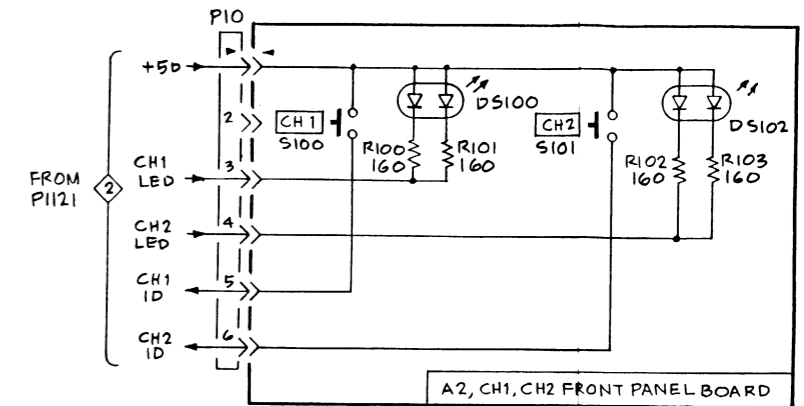 P10
+5D
2
CH1
S100
DS100
R100
160
R101
160
CH2
S101
DS102
R102
160
R103
160
FROM
P1121
2
CH1
LED
3
CH2
LED
4
CH1
ID
5
CH2
ID
6
A2, CH1, CH2 FRONT PANEL BOARD